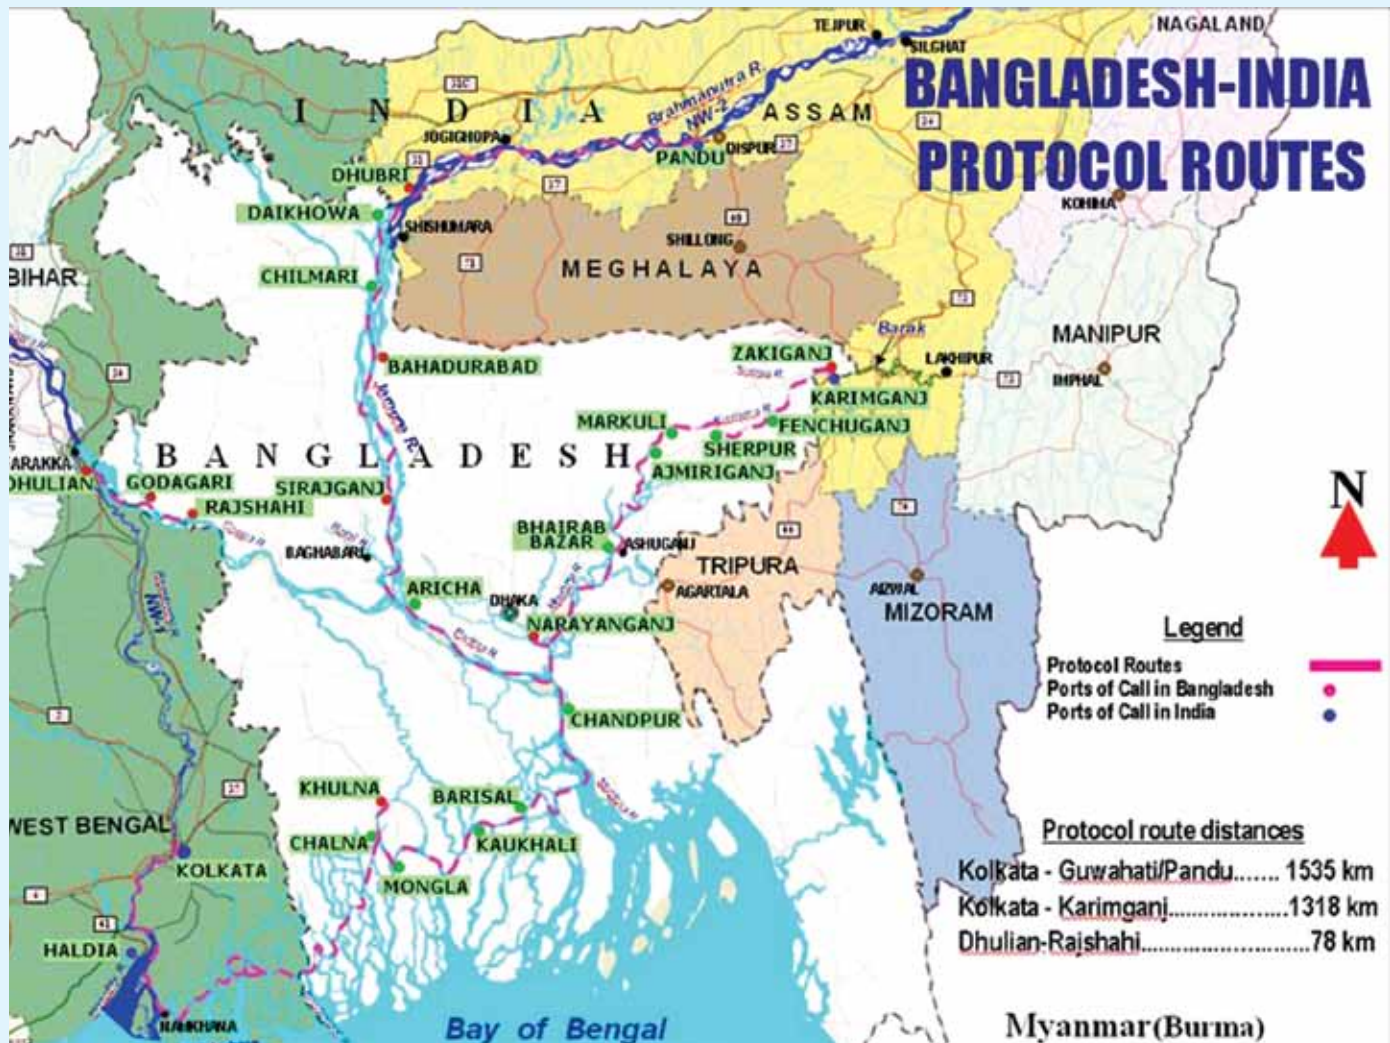 BANGLADESH-INDIA
PROTOCOL ROUTES
NAGALAND
TEJPUR
SILGHAT
Brahmaputra R.
NW-2
I N D I A
ASSAM
JOGIGHOPA
PANDU
DISPUR
DHUBRI
DAIKHOWA
SHISHUMARA
SHILLONG
MEGHALAYA
KOHIMA
BIHAR
CHILMARI
MANIPUR
IMPHAL
BAHADURABAD
ZAKIGANJ
Barak
LAKHIPUR
KARIMGANJ
Jamuna R.
MARKULI
FENCHUGANJ
SHERPUR
AJMIRIGANJ
B A N G L A D E S H
ARAKKA
DHULIAN
GODAGARI
RAJSHAHI
SIRAJGANJ
BAGHABARI
BHAIRAB
BAZAR
ASHUGANJ
TRIPURA
AGARTALA
AIZWAL
MIZORAM
ARICHA
DHAKA
NARAYANGANJ
NW-1
CHANDPUR
KHULNA
BARISAL
CHALNA
KAUKHALI
MONGLA
WEST BENGAL
KOLKATA
HALDIA
NAMKHANA
Bay of Bengal
N
Legend
Protocol Routes
Ports of Call in Bangladesh
Ports of Call in India
Protocol route distances
Kolkata - Guwahati/Pandu....... 1535 km
Kolkata - Karimganj...................1318 km
Dhulian-Rajshahi..........................78 km
Myanmar(Burma)